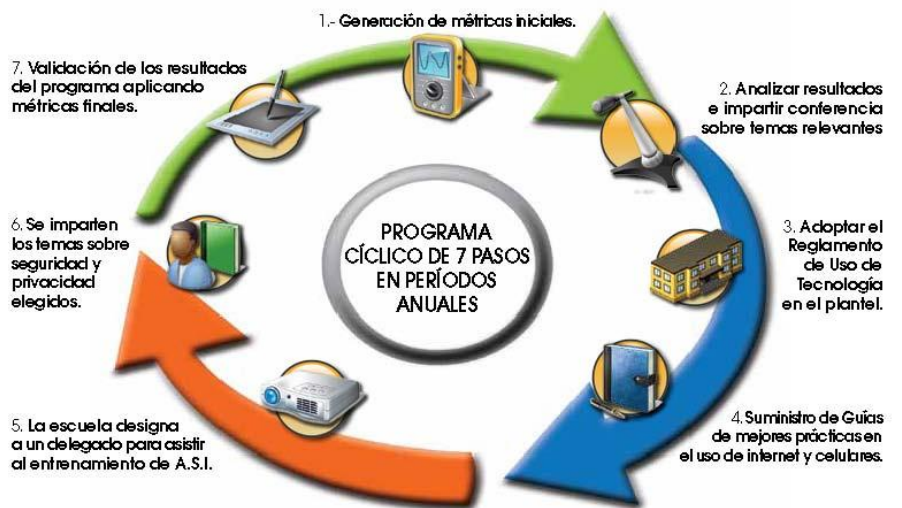 1.- Generación de métricas iniciales.
2. Analizar resultados
e impartir conferencia
sobre temas relevantes
3. Adoptar el
Reglamento
de Uso de
Tecnología
en el plantel.
4. Suministro de Guías
de mejores prácticas en
el uso de internet y celulares.
5. La escuela designa
a un delegado para asistir
al entrenamiento de A.S.I.
6. Se imparten
los temas sobre
seguridad y
privacidad
elegidos.
7. Validación de los resultados
del programa aplicando
métricas finales.
PROGRAMA
CÍCLICO DE 7 PASOS
EN PERÍODOS
ANUALES